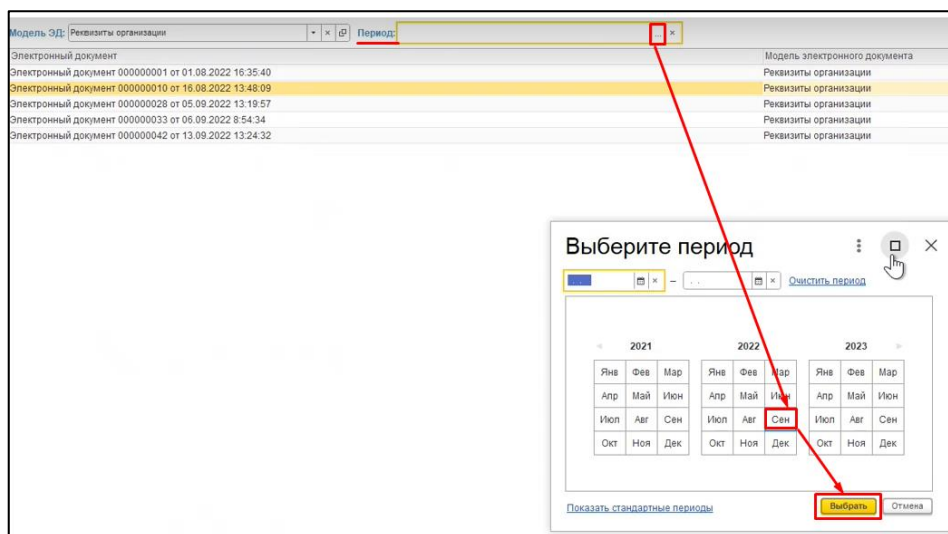 Модель ЭД: Реквизиты организации Период: ... ×
Электронный документ Модель электронного документа
Электронный документ 000000001 от 01.08.2022 16:35:40 Реквизиты организации
Электронный документ 000000010 от 16.08.2022 13:48:09 Реквизиты организации
Электронный документ 000000028 от 05.09.2022 13:19:57 Реквизиты организации
Электронный документ 000000033 от 06.09.2022 8:54:34 Реквизиты организации
Электронный документ 000000042 от 13.09.2022 13:24:32 Реквизиты организации
Выберите период
. . – . . Очистить период
2021 2022 2023
Янв Фев Мар Янв Фев Мар Янв Фев Мар
Апр Май Июн Апр Май Июн Апр Май Июн
Июл Авг Сен Июл Авг Сен Июл Авг Сен
Окт Ноя Дек Окт Ноя Дек Окт Ноя Дек
Показать стандартные периоды Выбрать Отмена